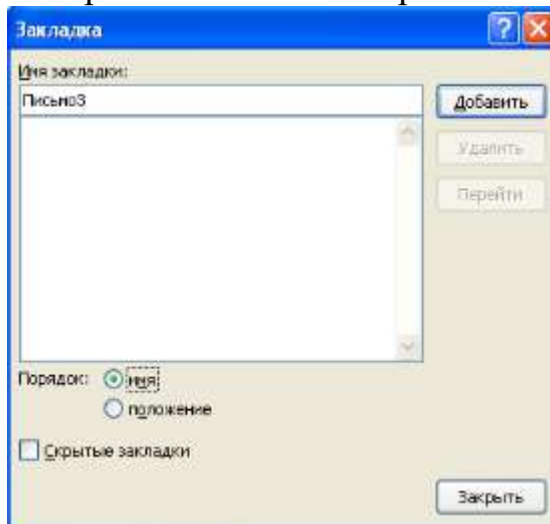 Закладка
Имя закладки:
Письмо3
Добавить
Удалить
Перейти
Порядок: имя
положение
Скрытые закладки
Закрыть